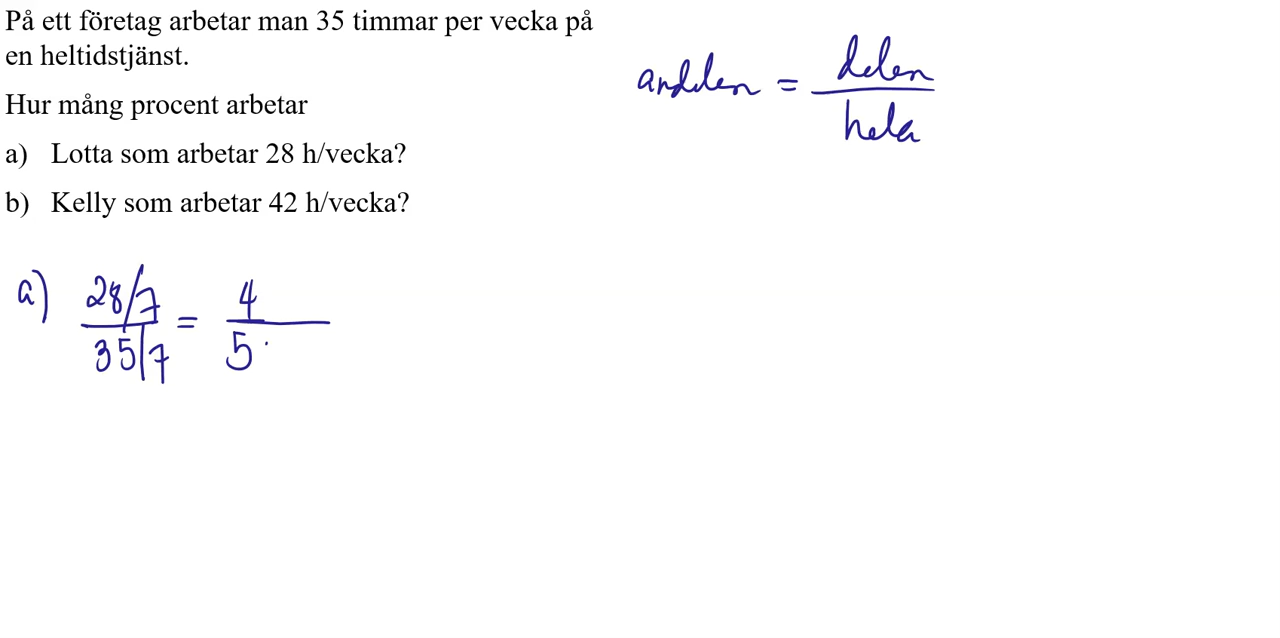 På ett företag arbetar man 35 timmar per vecka på
en heltidstjänst.
Hur mång procent arbetar
a) Lotta som arbetar 28 h/vecka?
b) Kelly som arbetar 42 h/vecka?
andelen = delen / hela
a) 28/7 / 35/7 = 4 / 5 ·